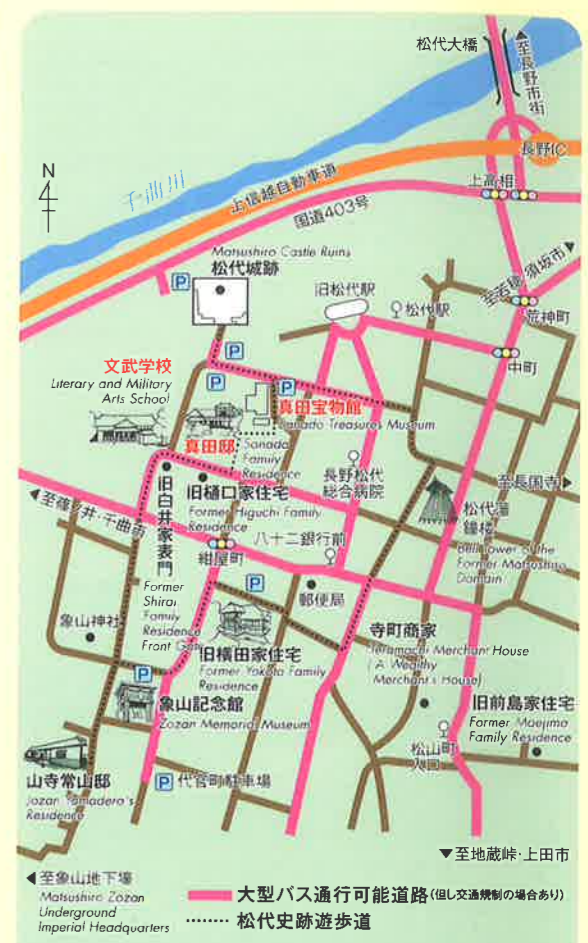 松代大橋
至長野市街
長野IC
N
千曲川
上信越自動車道
上高相
国道403号
Matsushiro Castle Ruins
松代城跡
P
旧松代駅
松代駅
至若穂・須坂市
荒神町
P
中町
文武学校
Literary and Military
Arts School
P
P
真田宝物館
Sanada Treasures Museum
真田邸
Sanada
Family
Residence
長野松代
総合病院
至長国寺
至篠ノ井・千曲市
旧白井家表門
Former
Shirai
Family
Residence
Front Gate
旧樋口家住宅
Former Higuchi Family
Residence
松代藩
鐘楼
Bell Tower of the
Former Matsushiro
Domain
八十二銀行前
紺屋町
P
郵便局
象山神社
寺町商家
Teramachi Merchant House
(A Wealthy
Merchant's House)
旧横田家住宅
Former Yokota Family
Residence
P
象山記念館
Zozan Memorial Museum
旧前島家住宅
Former Maejima
Family Residence
松山町
入口
山寺常山邸
Jozan Yamadera's
Residence
P 代官町駐車場
▼至地蔵峠・上田市
◀至象山地下壕
Matsushiro Zozan
Underground
Imperial Headquarters
大型バス通行可能道路(但し交通規制の場合あり)
松代史跡遊歩道